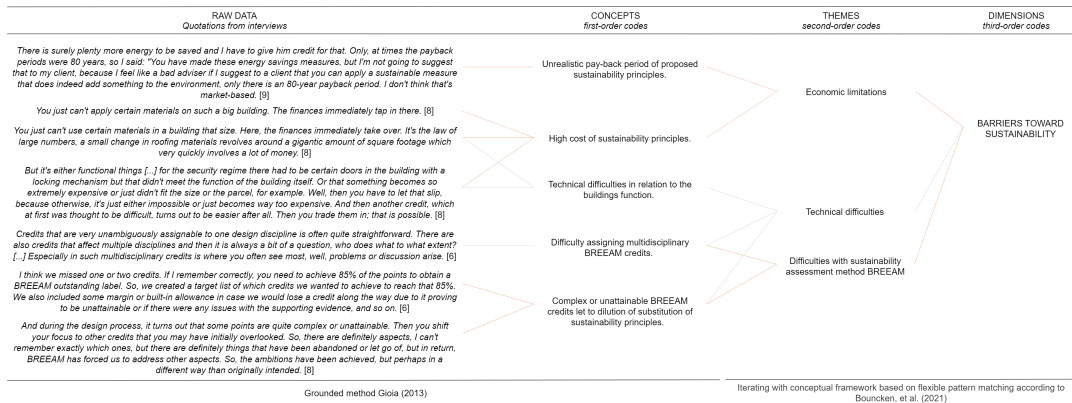 RAW DATA
Quotations from interviews
CONCEPTS
first-order codes
THEMES
second-order codes
DIMENSIONS
third-order codes
There is surely plenty more energy to be saved and I have to give him credit for that. Only, at times the payback
periods were 80 years, so I said: "You have made these energy savings measures, but I'm not going to suggest
that to my client, because I feel like a bad adviser if I suggest to a client that you can apply a sustainable measure
that does indeed add something to the environment, only there is an 80-year payback period. I don't think that's
market-based. [9]
You just can't apply certain materials on such a big building. The finances immediately tap in there. [8]
You just can't use certain materials in a building that size. Here, the finances immediately take over. It's the law of
large numbers, a small change in roofing materials revolves around a gigantic amount of square footage which
very quickly involves a lot of money. [8]
But it's either functional things [...] for the security regime there had to be certain doors in the building with a
locking mechanism but that didn't meet the function of the building itself. Or that something becomes so
extremely expensive or just didn't fit the size or the parcel, for example. Well, then you have to let that slip,
because otherwise, it's just either impossible or just becomes way too expensive. And then another credit, which
at first was thought to be difficult, turns out to be easier after all. Then you trade them in; that is possible. [8]
Credits that are very unambiguously assignable to one design discipline is often quite straightforward. There are
also credits that affect multiple disciplines and then it is always a bit of a question, who does what to what extent?
[...] Especially in such multidisciplinary credits is where you often see most, well, problems or discussion arise. [6]
I think we missed one or two credits. If I remember correctly, you need to achieve 85% of the points to obtain a
BREEAM outstanding label. So, we created a target list of which credits we wanted to achieve to reach that 85%.
We also included some margin or built-in allowance in case we would lose a credit along the way due to it proving
to be unattainable or if there were any issues with the supporting evidence, and so on. [6]
And during the design process, it turns out that some points are quite complex or unattainable. Then you shift
your focus to other credits that you may have initially overlooked. So, there are definitely aspects, I can't
remember exactly which ones, but there are definitely things that have been abandoned or let go of, but in return,
BREEAM has forced us to address other aspects. So, the ambitions have been achieved, but perhaps in a
different way than originally intended. [8]
Unrealistic pay-back period of proposed
sustainability principles.
High cost of sustainability principles.
Technical difficulties in relation to the
buildings function.
Difficulty assigning multidisciplinary
BREEAM credits.
Complex or unattainable BREEAM
credits let to dilution of substitution of
sustainability principles.
Economic limitations
Technical difficulties
Difficulties with sustainability
assessment method BREEAM
BARRIERS TOWARD
SUSTAINABILITY
Grounded method Gioia (2013)
Iterating with conceptual framework based on flexible pattern matching according to
Bouncken, et al. (2021)